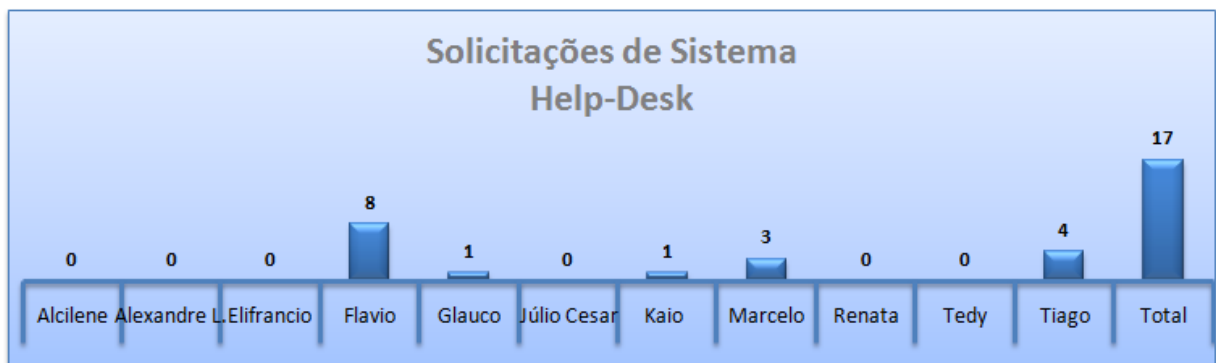 Solicitações de Sistema
Help-Desk
0 0 0 8 1 0 1 3 0 0 4 17
Alcilene Alexandre L. Elifrancio Flavio Glauco Júlio Cesar Kaio Marcelo Renata Tedy Tiago Total